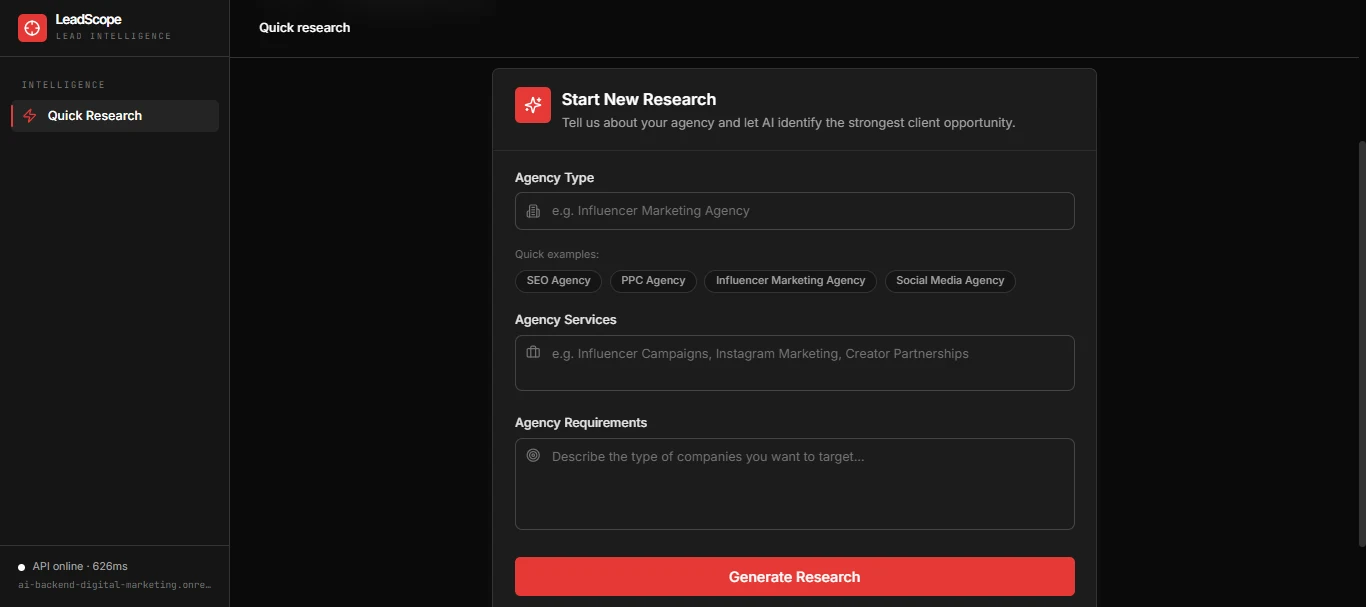 LeadScope
LEAD INTELLIGENCE
Quick research
INTELLIGENCE
Quick Research
Start New Research
Tell us about your agency and let AI identify the strongest client opportunity.
Agency Type
e.g. Influencer Marketing Agency
Quick examples:
SEO Agency PPC Agency Influencer Marketing Agency Social Media Agency
Agency Services
e.g. Influencer Campaigns, Instagram Marketing, Creator Partnerships
Agency Requirements
Describe the type of companies you want to target...
Generate Research
API online · 626ms
ai-backend-digital-marketing.onre…